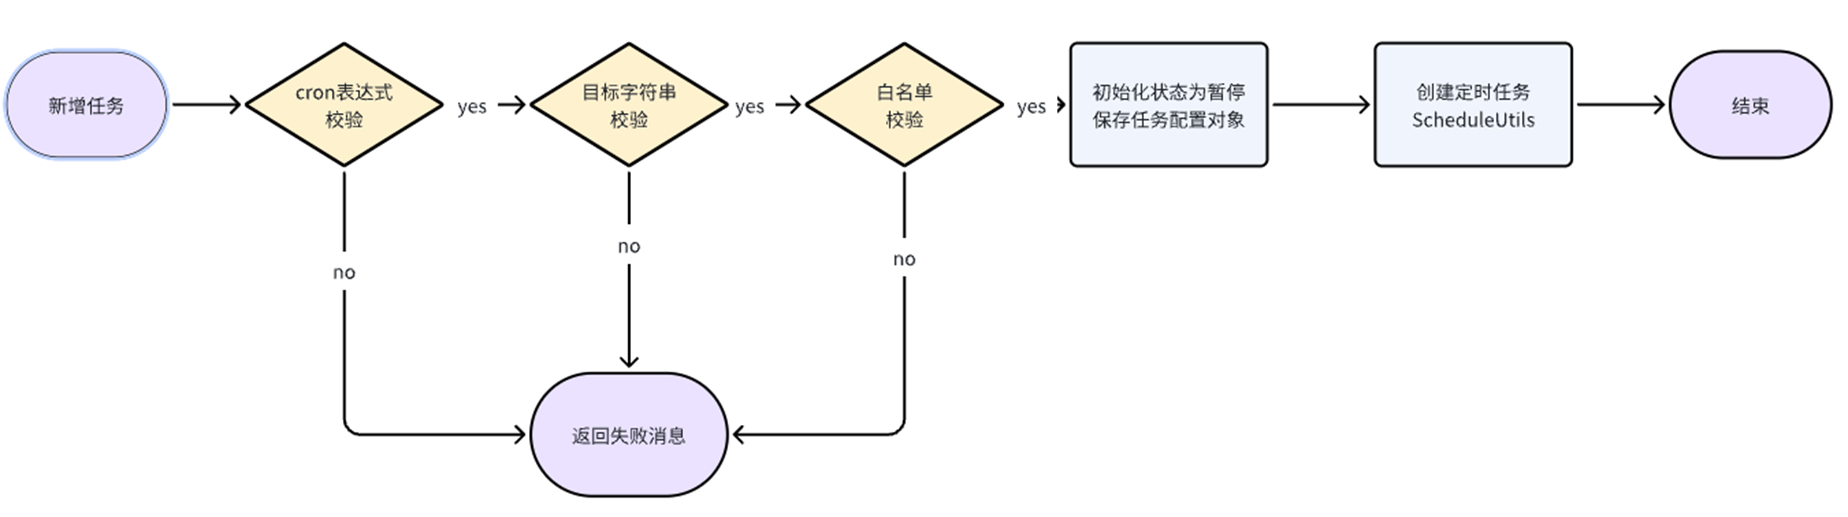 新增任务
cron表达式
校验
yes
目标字符串
校验
yes
白名单
校验
yes
初始化状态为暂停
保存任务配置对象
创建定时任务
ScheduleUtils
结束
no
no
no
返回失败消息